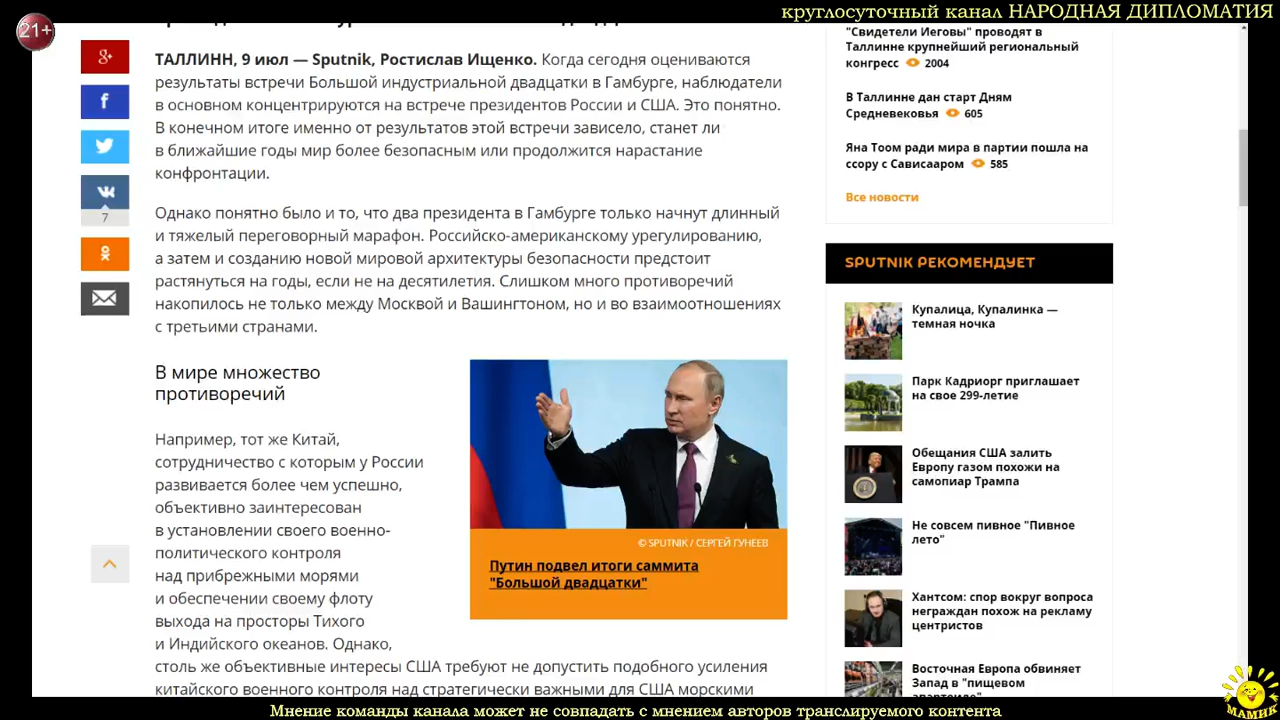 21+
круглосуточный канал НАРОДНАЯ ДИПЛОМАТИЯ
ТАЛЛИНН, 9 июл — Sputnik, Ростислав Ищенко. Когда сегодня оцениваются
результаты встречи Большой индустриальной двадцатки в Гамбурге, наблюдатели
в основном концентрируются на встрече президентов России и США. Это понятно.
В конечном итоге именно от результатов этой встречи зависело, станет ли
в ближайшие годы мир более безопасным или продолжится нарастание
конфронтации.
Однако понятно было и то, что два президента в Гамбурге только начнут длинный
и тяжелый переговорный марафон. Российско-американскому урегулированию,
а затем и созданию новой мировой архитектуры безопасности предстоит
растянуться на годы, если не на десятилетия. Слишком много противоречий
накопилось не только между Москвой и Вашингтоном, но и во взаимоотношениях
с третьими странами.
В мире множество
противоречий
Например, тот же Китай,
сотрудничество с которым у России
развивается более чем успешно,
объективно заинтересован
в установлении своего военно-
политического контроля
над прибрежными морями
и обеспечении своему флоту
выхода на просторы Тихого
и Индийского океанов. Однако,
столь же объективные интересы США требуют не допустить подобного усиления
китайского военного контроля над стратегически важными для США морскими
© SPUTNIK / СЕРГЕЙ ГУНЕЕВ
Путин подвел итоги саммита
"Большой двадцатки"
g+
f
7
"Свидетели Иеговы" проводят в
Таллинне крупнейший региональный
конгресс 2004
В Таллинне дан старт Дням
Средневековья 605
Яна Тоом ради мира в партии пошла на
ссору с Сависааром 585
Все новости
SPUTNIK РЕКОМЕНДУЕТ
Купалица, Купалинка —
темная ночка
Парк Кадриорг приглашает
на свое 299-летие
Обещания США залить
Европу газом похожи на
самопиар Трампа
Не совсем пивное "Пивное
лето"
Хантсом: спор вокруг вопроса
неграждан похож на рекламу
центристов
Восточная Европа обвиняет
Запад в "пищевом
Мнение команды канала может не совпадать с мнением авторов транслируемого контента
МАМИК